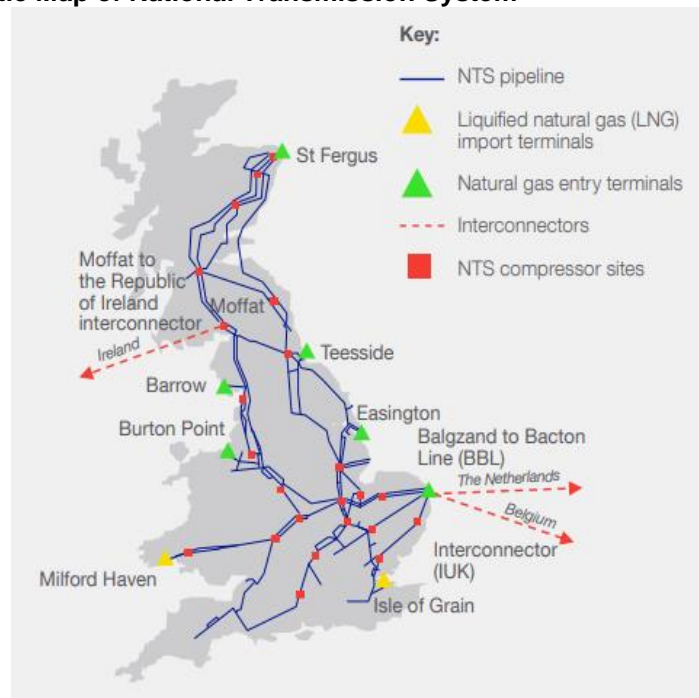 Key:
NTS pipeline
Liquified natural gas (LNG)
import terminals
Natural gas entry terminals
Interconnectors
NTS compressor sites
St Fergus
Moffat to
the Republic
of Ireland
interconnector
Moffat
Ireland
Teesside
Barrow
Easington
Burton Point
Balgzand to Bacton
Line (BBL)
The Netherlands
Belgium
Interconnector
(IUK)
Milford Haven
Isle of Grain